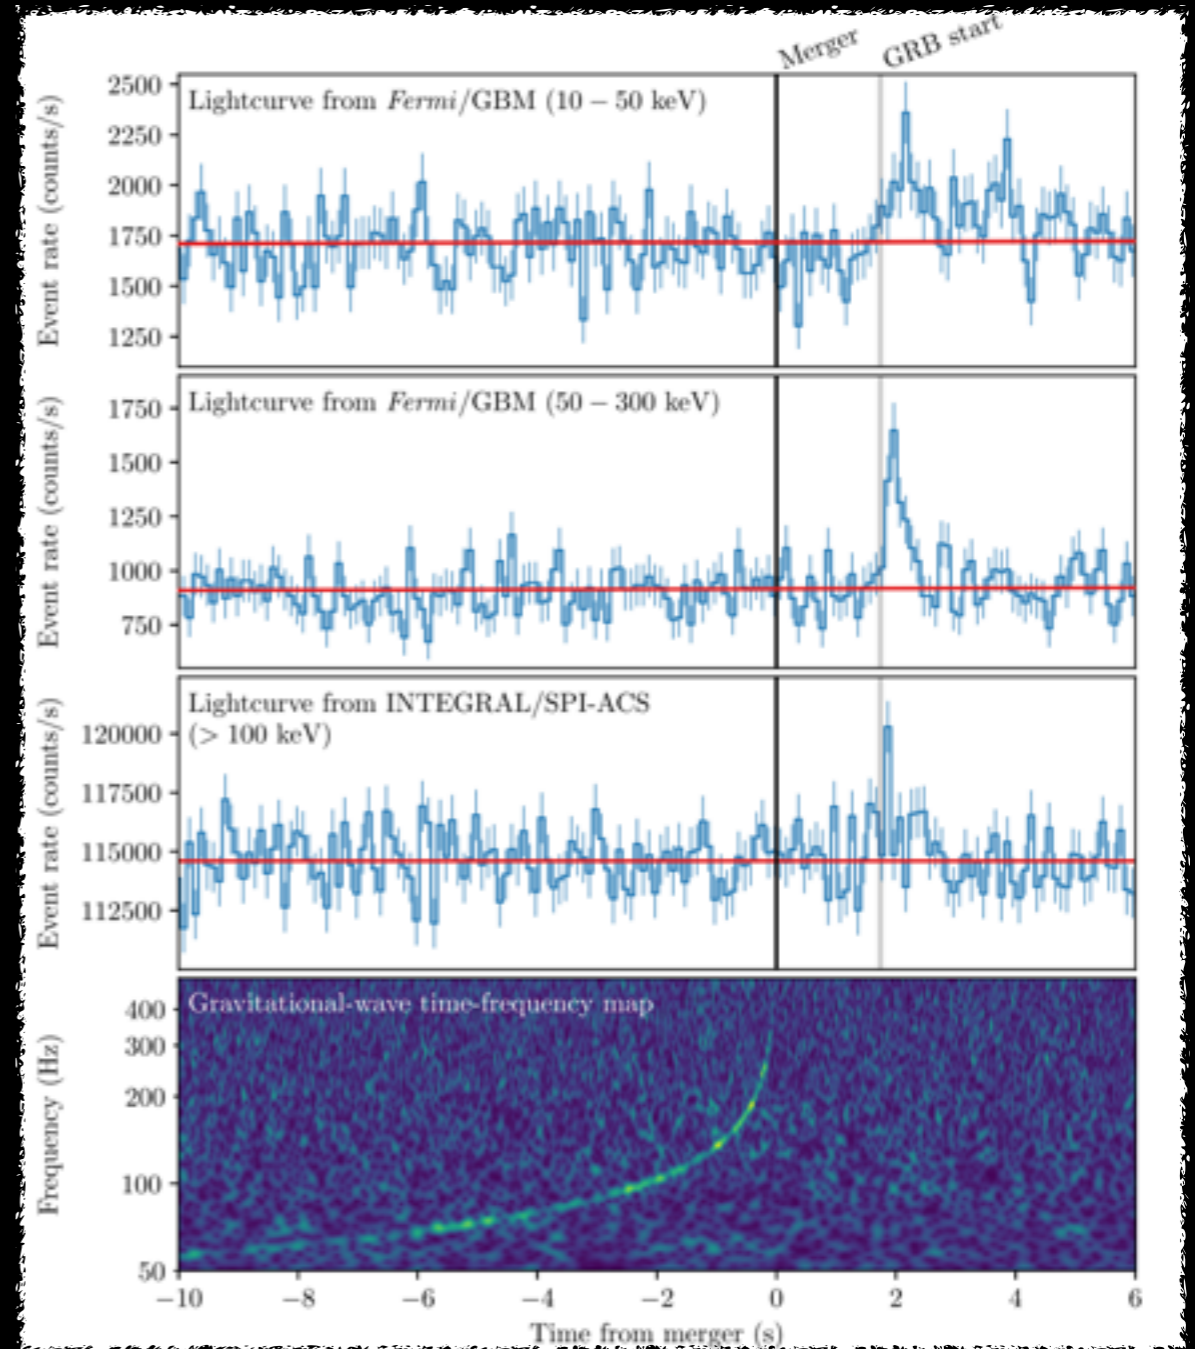 Merger GRB start
2500
Lightcurve from Fermi/GBM (10 − 50 keV)
2250
2000
1750
1500
1250
Event rate (counts/s)
Lightcurve from Fermi/GBM (50 − 300 keV)
1750
1500
1250
1000
750
Event rate (counts/s)
Lightcurve from INTEGRAL/SPI-ACS
(> 100 keV)
120000
117500
115000
112500
Event rate (counts/s)
Gravitational-wave time-frequency map
400
300
200
100
50
Frequency (Hz)
−10 −8 −6 −4 −2 0 2 4 6
Time from merger (s)